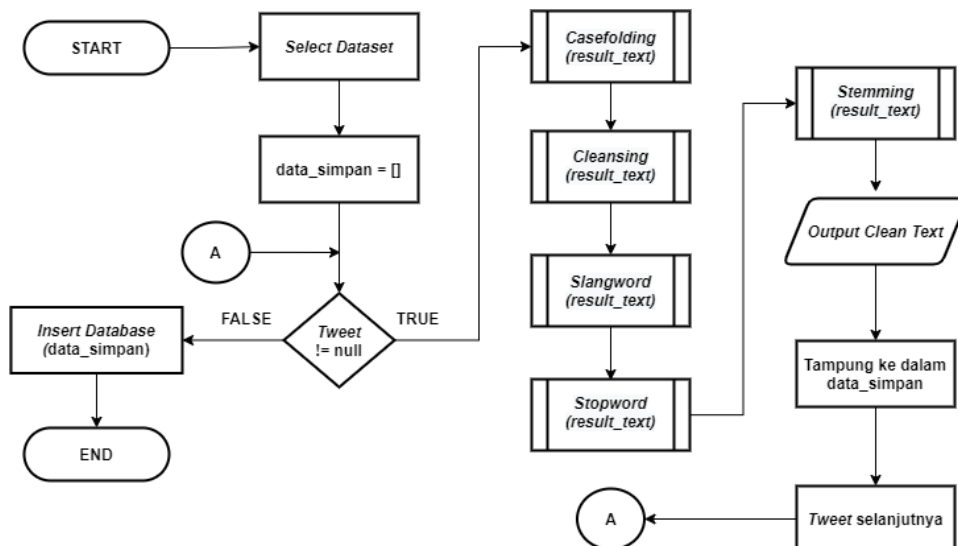 START
Select Dataset
data_simpan = []
A
Tweet
!= null
FALSE
TRUE
Insert Database
(data_simpan)
END
Casefolding
(result_text)
Cleansing
(result_text)
Slangword
(result_text)
Stopword
(result_text)
Stemming
(result_text)
Output Clean Text
Tampung ke dalam
data_simpan
Tweet selanjutnya
A